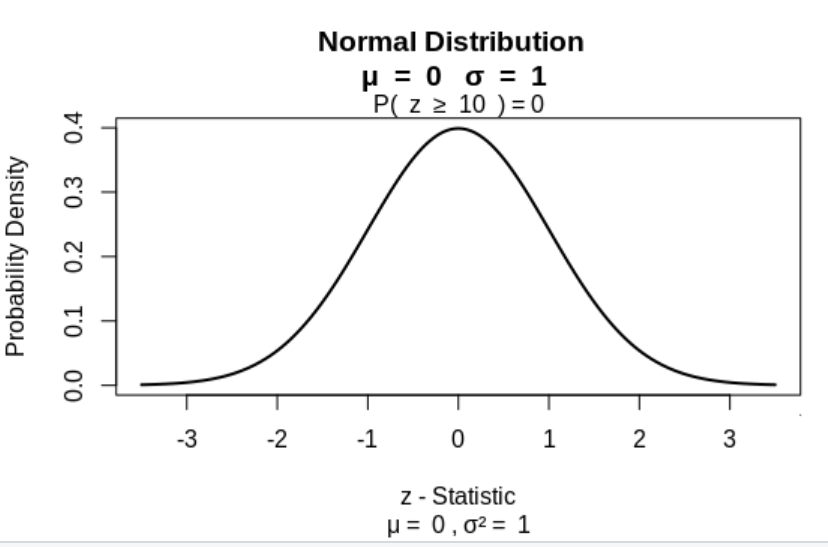 Normal Distribution
μ = 0 σ = 1
P( z ≥ 10 ) = 0
Probability Density
0.4
0.3
0.2
0.1
0.0
-3 -2 -1 0 1 2 3
z - Statistic
μ = 0 , σ² = 1